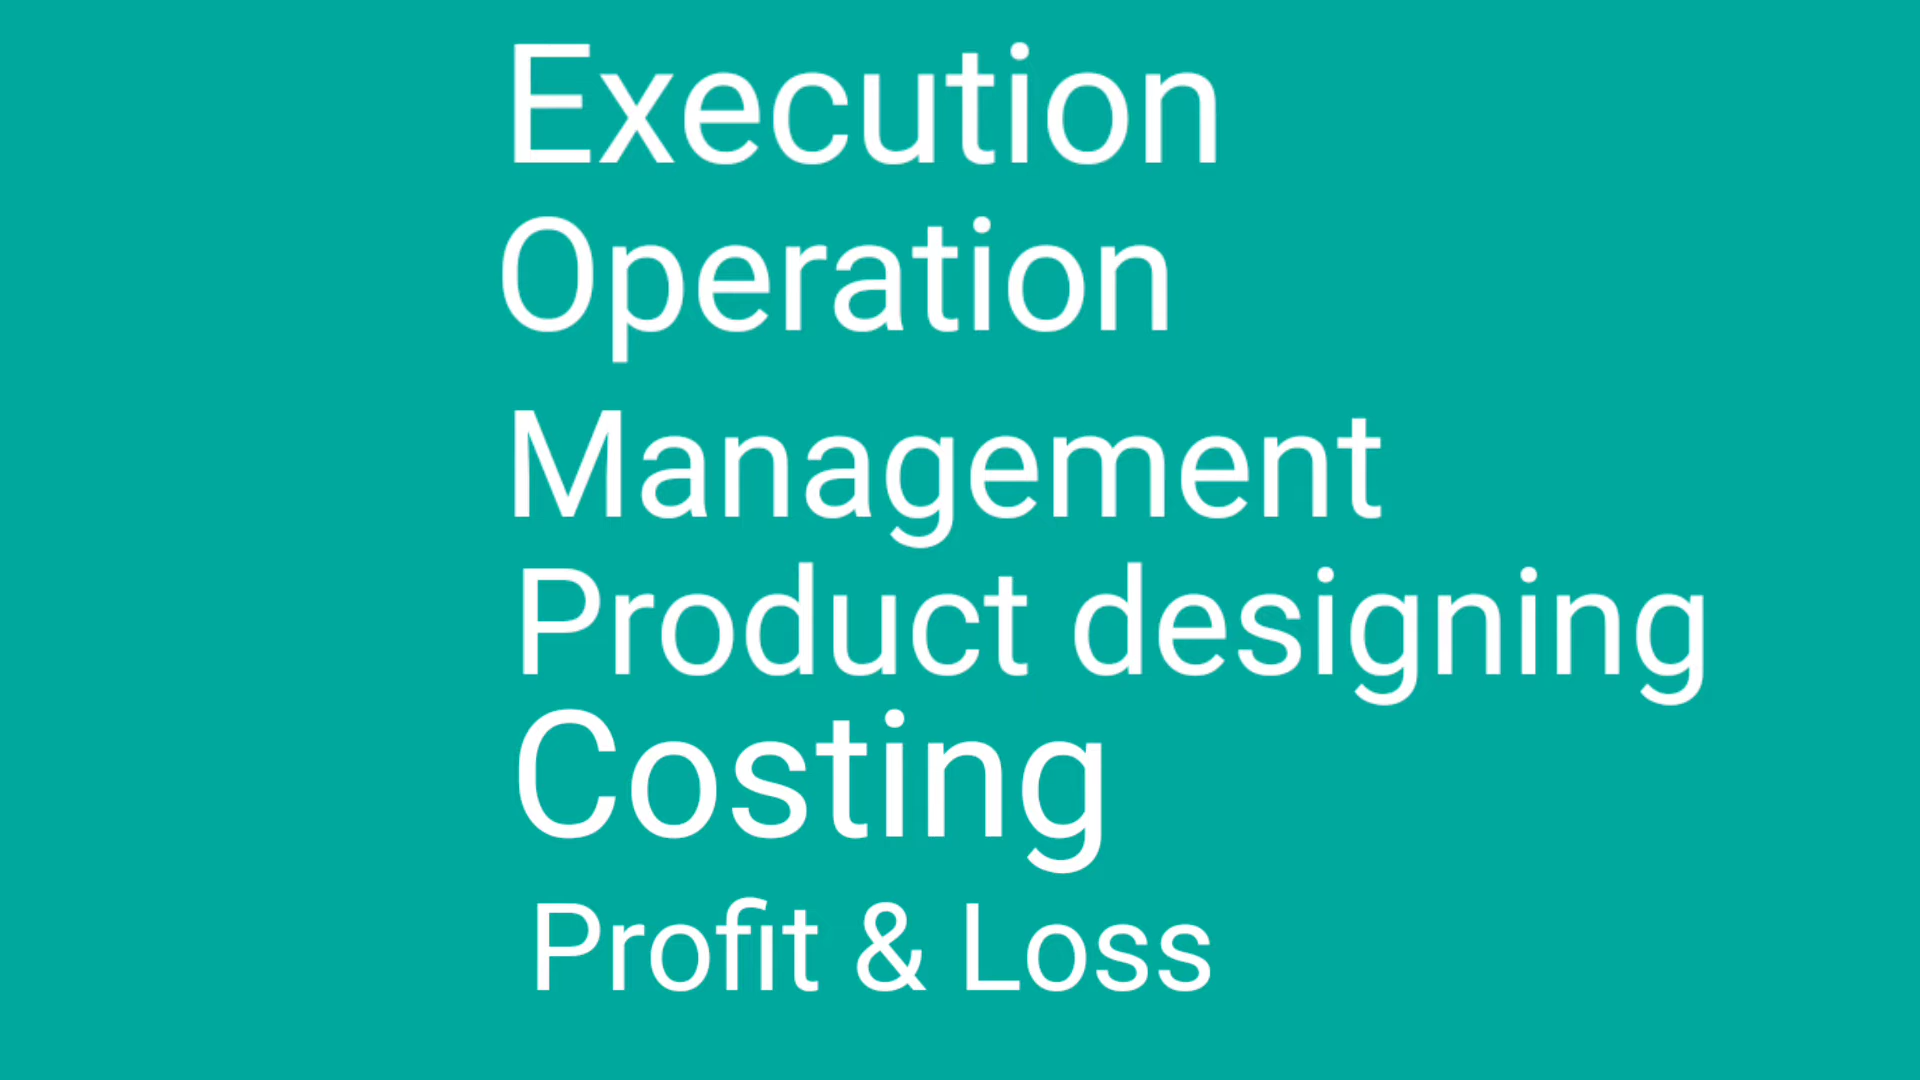 Execution
Operation
Management
Product designing
Costing
Profit & Loss